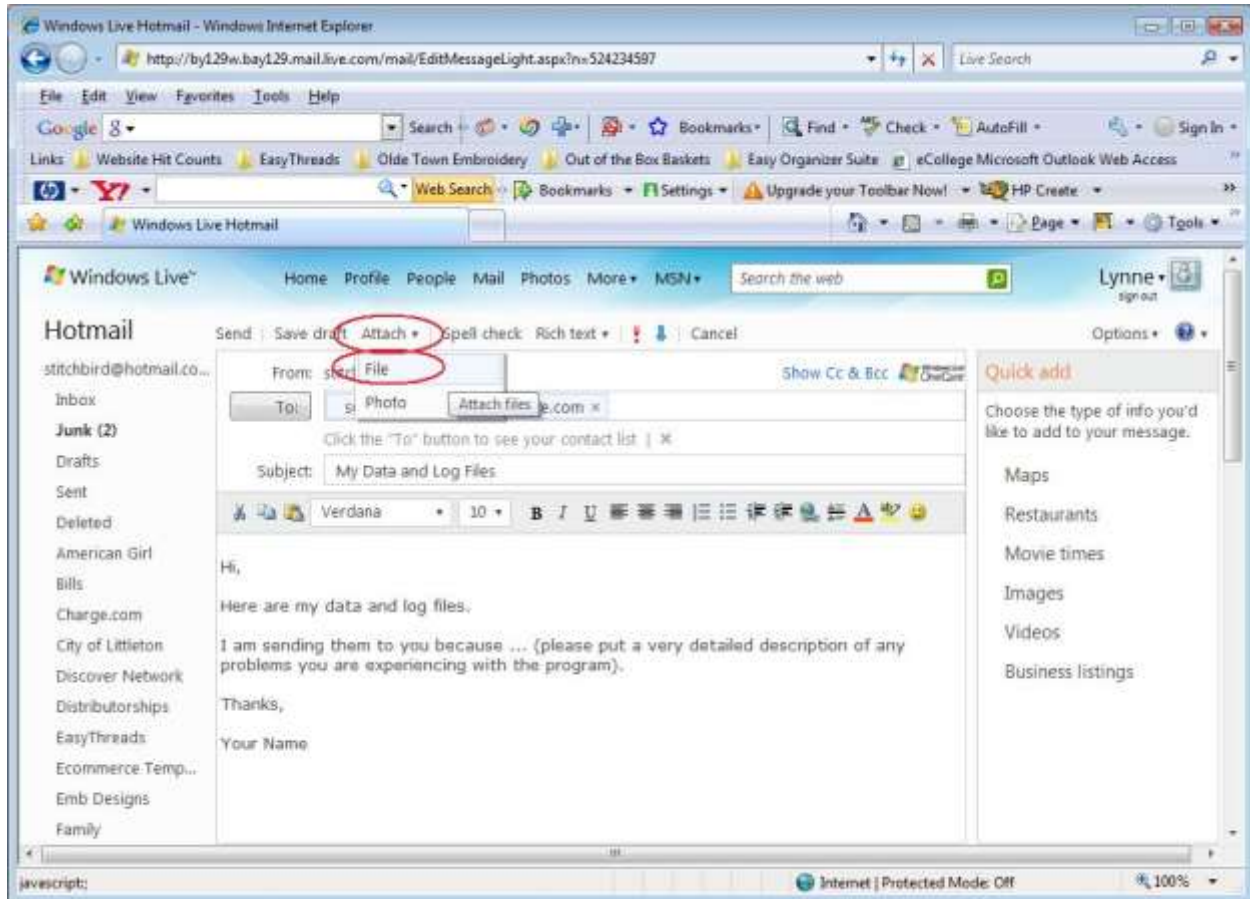 Windows Live Hotmail - Windows Internet Explorer
http://by129w.bay129.mail.live.com/mail/EditMessageLight.aspx?n=524234597 Live Search
File Edit View Favorites Tools Help
Google Search Bookmarks Find Check AutoFill Sign In
Links Website Hit Counts EasyThreads Olde Town Embroidery Out of the Box Baskets Easy Organizer Suite eCollege Microsoft Outlook Web Access
hp Y! Web Search Bookmarks Settings Upgrade your Toolbar Now! HP Create
Windows Live Hotmail Page Tools
Windows Live Home Profile People Mail Photos More MSN Search the web Lynne
sign out
Hotmail Send Save draft Attach Spell check Rich text Cancel Options
stitchbird@hotmail.co...
Inbox
Junk (2)
Drafts
Sent
Deleted
American Girl
Bills
Charge.com
City of Littleton
Discover Network
Distributorships
EasyThreads
Ecommerce Temp...
Emb Designs
Family
From: File Show Cc & Bcc
To: Photo Attach files e.com ×
Click the "To" button to see your contact list | ×
Subject: My Data and Log Files
Verdana 10 B I U A
Hi,
Here are my data and log files.
I am sending them to you because ... (please put a very detailed description of any
problems you are experiencing with the program).
Thanks,
Your Name
Quick add
Choose the type of info you'd
like to add to your message.
Maps
Restaurants
Movie times
Images
Videos
Business listings
javascript:; Internet | Protected Mode: Off 100%